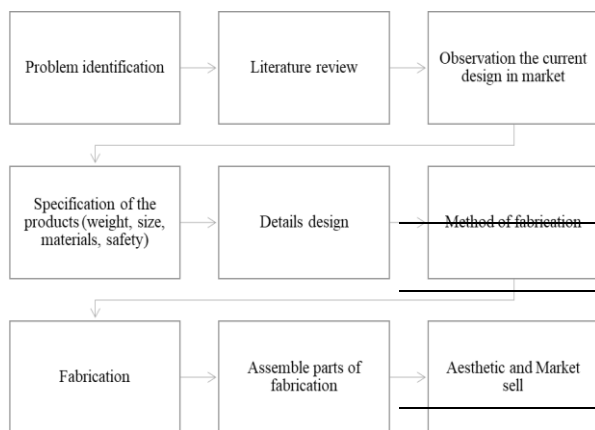 Problem identification
Literature review
Observation the current
design in market
Specification of the
products (weight, size,
materials, safety)
Details design
Method of fabrication
Fabrication
Assemble parts of
fabrication
Aesthetic and Market
sell